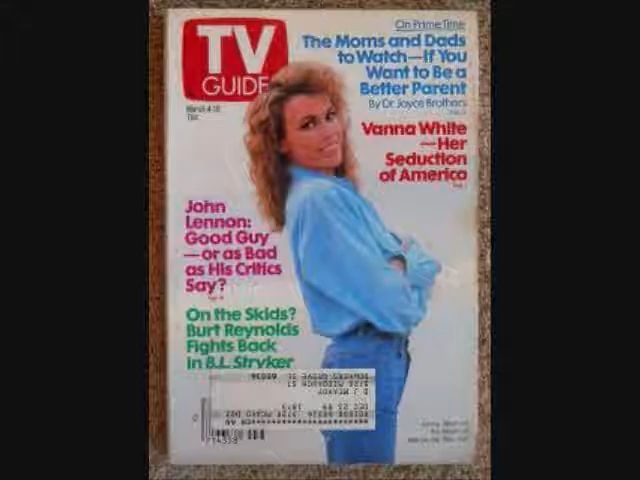 TV
GUIDE
On Prime Time
The Moms and Dads
to Watch—If You
Want to Be a
Better Parent
By Dr. Joyce Brothers
Vanna White
—Her
Seduction
of America
John
Lennon:
Good Guy
—or as Bad
as His Critics
Say?
On the Skids?
Burt Reynolds
Fights Back
in B.L. Stryker